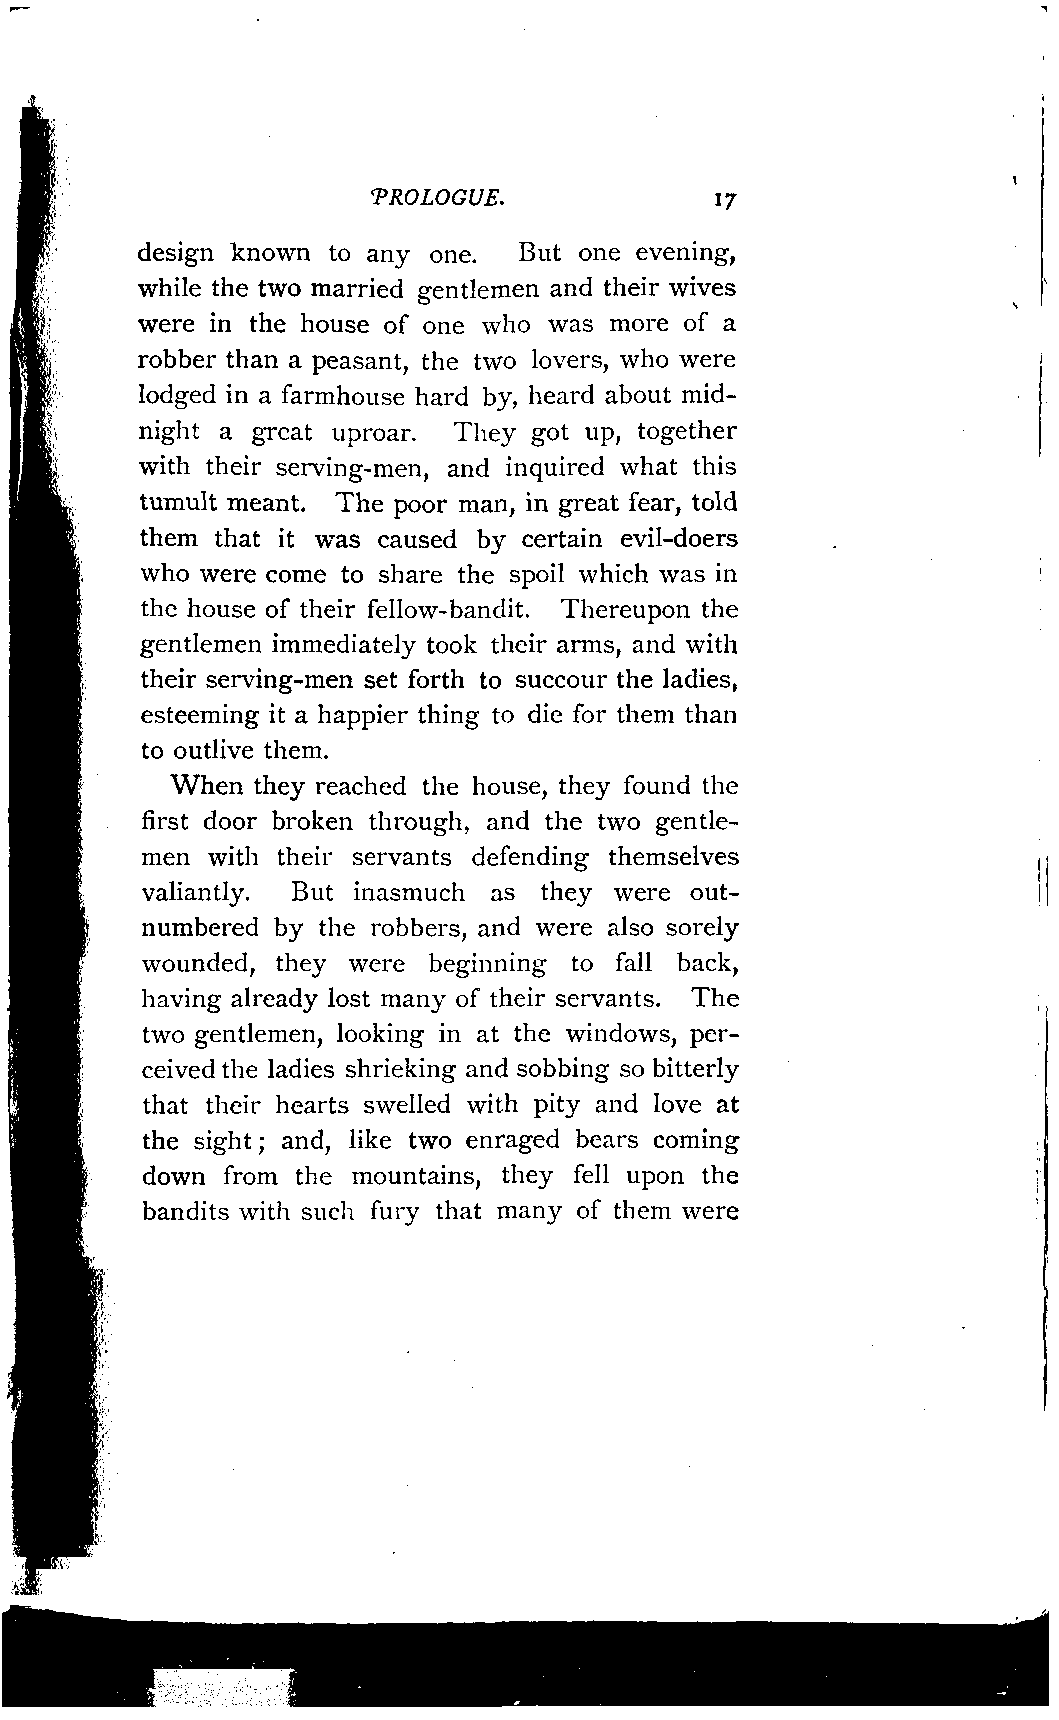 PROLOGUE. 17
design known to any one. But one evening,
while the two married gentlemen and their wives
were in the house of one who was more of a
robber than a peasant, the two lovers, who were
lodged in a farmhouse hard by, heard about mid-
night a great uproar. They got up, together
with their serving-men, and inquired what this
tumult meant. The poor man, in great fear, told
them that it was caused by certain evil-doers
who were come to share the spoil which was in
the house of their fellow-bandit. Thereupon the
gentlemen immediately took their arms, and with
their serving-men set forth to succour the ladies,
esteeming it a happier thing to die for them than
to outlive them.
When they reached the house, they found the
first door broken through, and the two gentle-
men with their servants defending themselves
valiantly. But inasmuch as they were out-
numbered by the robbers, and were also sorely
wounded, they were beginning to fall back,
having already lost many of their servants. The
two gentlemen, looking in at the windows, per-
ceived the ladies shrieking and sobbing so bitterly
that their hearts swelled with pity and love at
the sight; and, like two enraged bears coming
down from the mountains, they fell upon the
bandits with such fury that many of them were